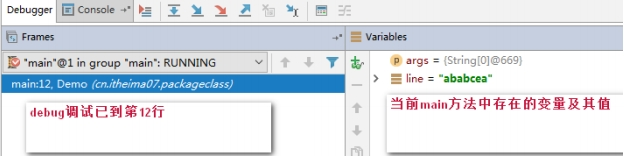 Debugger Console
Frames Variables
"main"@1 in group "main": RUNNING
args = {String[0]@669}
main:12, Demo (cn.itheima07.packageclass)
line = "ababcea"
debug调试已到第12行
当前main方法中存在的变量及其值